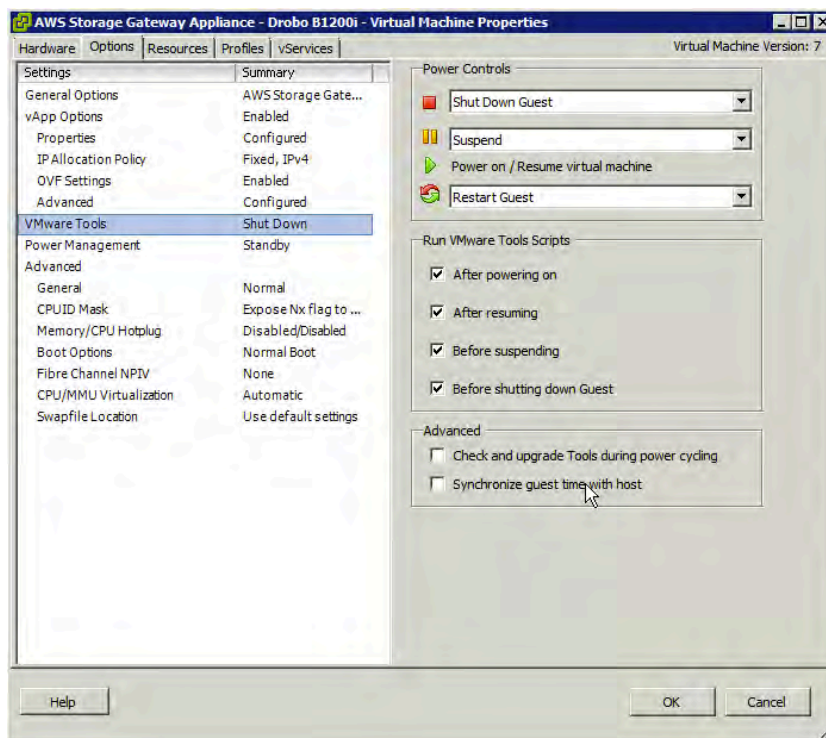 AWS Storage Gateway Appliance - Drobo B1200i - Virtual Machine Properties
Hardware Options Resources Profiles vServices Virtual Machine Version: 7
Settings Summary
General Options AWS Storage Gate...
vApp Options Enabled
Properties Configured
IP Allocation Policy Fixed, IPv4
OVF Settings Enabled
Advanced Configured
VMware Tools Shut Down
Power Management Standby
Advanced
General Normal
CPUID Mask Expose Nx flag to ...
Memory/CPU Hotplug Disabled/Disabled
Boot Options Normal Boot
Fibre Channel NPIV None
CPU/MMU Virtualization Automatic
Swapfile Location Use default settings
Power Controls
Shut Down Guest
Suspend
Power on / Resume virtual machine
Restart Guest
Run VMware Tools Scripts
After powering on
After resuming
Before suspending
Before shutting down Guest
Advanced
Check and upgrade Tools during power cycling
Synchronize guest time with host
Help OK Cancel